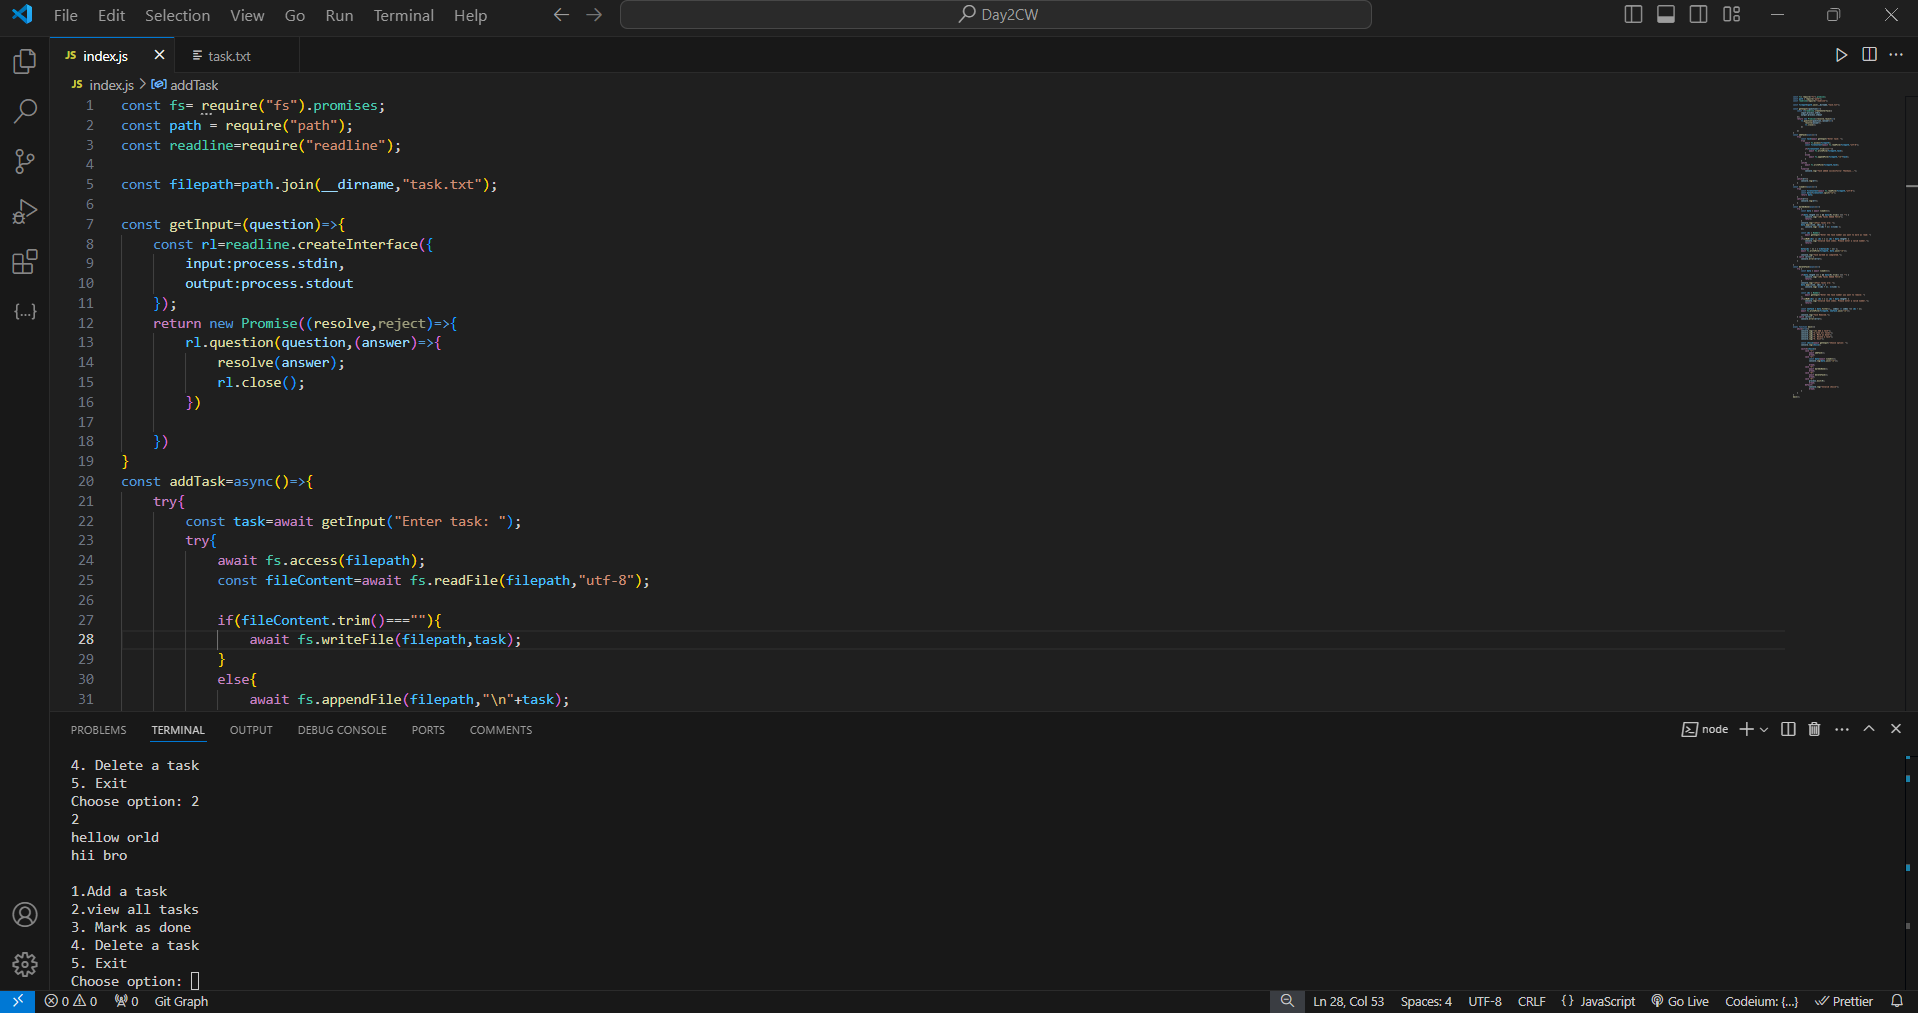 File Edit Selection View Go Run Terminal Help
Day2CW
JS index.js
task.txt
JS index.js > addTask
1 const fs= require("fs").promises;
2 const path = require("path");
3 const readline=require("readline");
4
5 const filepath=path.join(__dirname,"task.txt");
6
7 const getInput=(question)=>{
8 const rl=readline.createInterface({
9 input:process.stdin,
10 output:process.stdout
11 });
12 return new Promise((resolve,reject)=>{
13 rl.question(question,(answer)=>{
14 resolve(answer);
15 rl.close();
16 })
17
18 })
19 }
20 const addTask=async()=>{
21 try{
22 const task=await getInput("Enter task: ");
23 try{
24 await fs.access(filepath);
25 const fileContent=await fs.readFile(filepath,"utf-8");
26
27 if(fileContent.trim()===""){
28 await fs.writeFile(filepath,task);
29 }
30 else{
31 await fs.appendFile(filepath,"\n"+task);
PROBLEMS TERMINAL OUTPUT DEBUG CONSOLE PORTS COMMENTS
node
4. Delete a task
5. Exit
Choose option: 2
2
hellow orld
hii bro
1.Add a task
2.view all tasks
3. Mark as done
4. Delete a task
5. Exit
Choose option:
0 0 0 Git Graph
Ln 28, Col 53 Spaces: 4 UTF-8 CRLF {} JavaScript Go Live Codeium: {...} Prettier